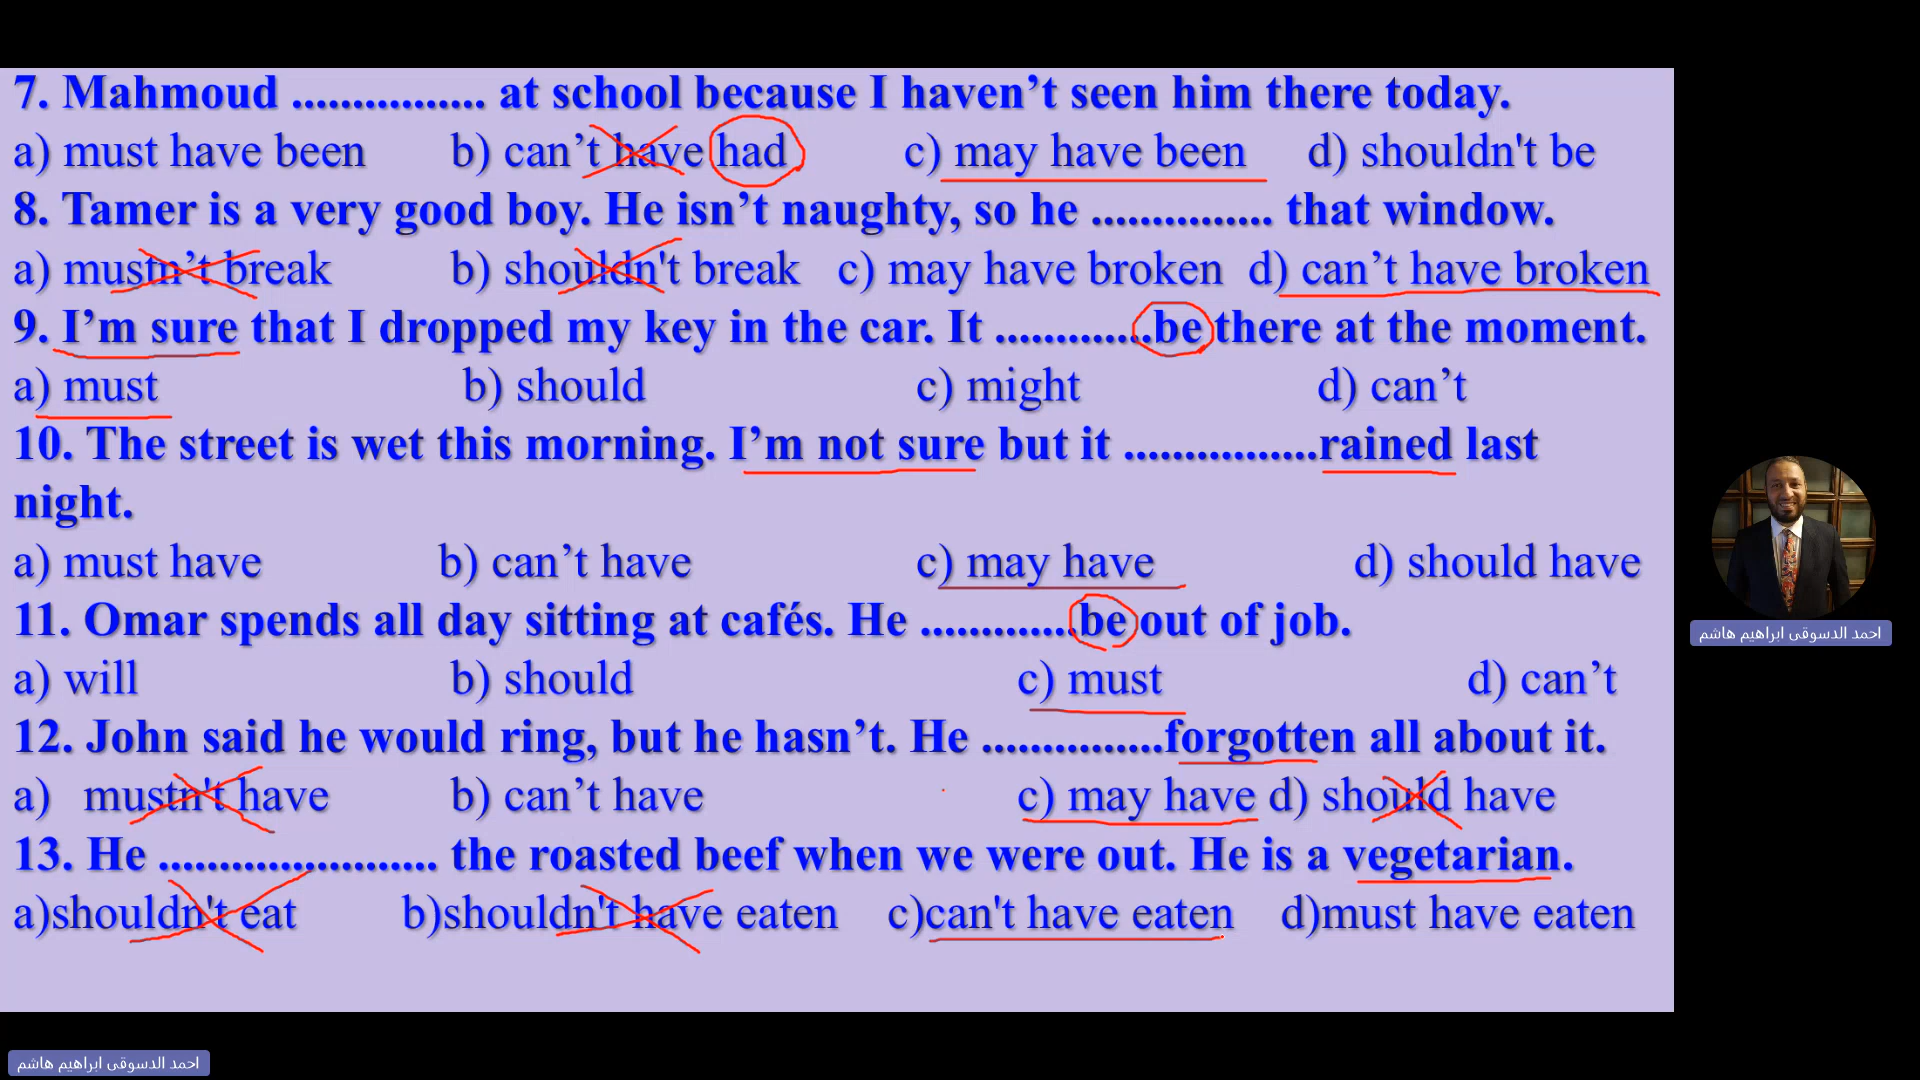 7. Mahmoud ................ at school because I haven’t seen him there today.
a) must have been b) can’t have had c) may have been d) shouldn't be
8. Tamer is a very good boy. He isn’t naughty, so he ............... that window.
a) mustn’t break b) shouldn't break c) may have broken d) can’t have broken
9. I’m sure that I dropped my key in the car. It .............be there at the moment.
a) must b) should c) might d) can’t
10. The street is wet this morning. I’m not sure but it ................rained last
night.
a) must have b) can’t have c) may have d) should have
11. Omar spends all day sitting at cafés. He .............be out of job.
a) will b) should c) must d) can’t
12. John said he would ring, but he hasn’t. He ...............forgotten all about it.
a) mustn't have b) can’t have c) may have d) should have
13. He ....................... the roasted beef when we were out. He is a vegetarian.
a)shouldn't eat b)shouldn't have eaten c)can't have eaten d)must have eaten
احمد الدسوقى ابراهيم هاشم
احمد الدسوقى ابراهيم هاشم